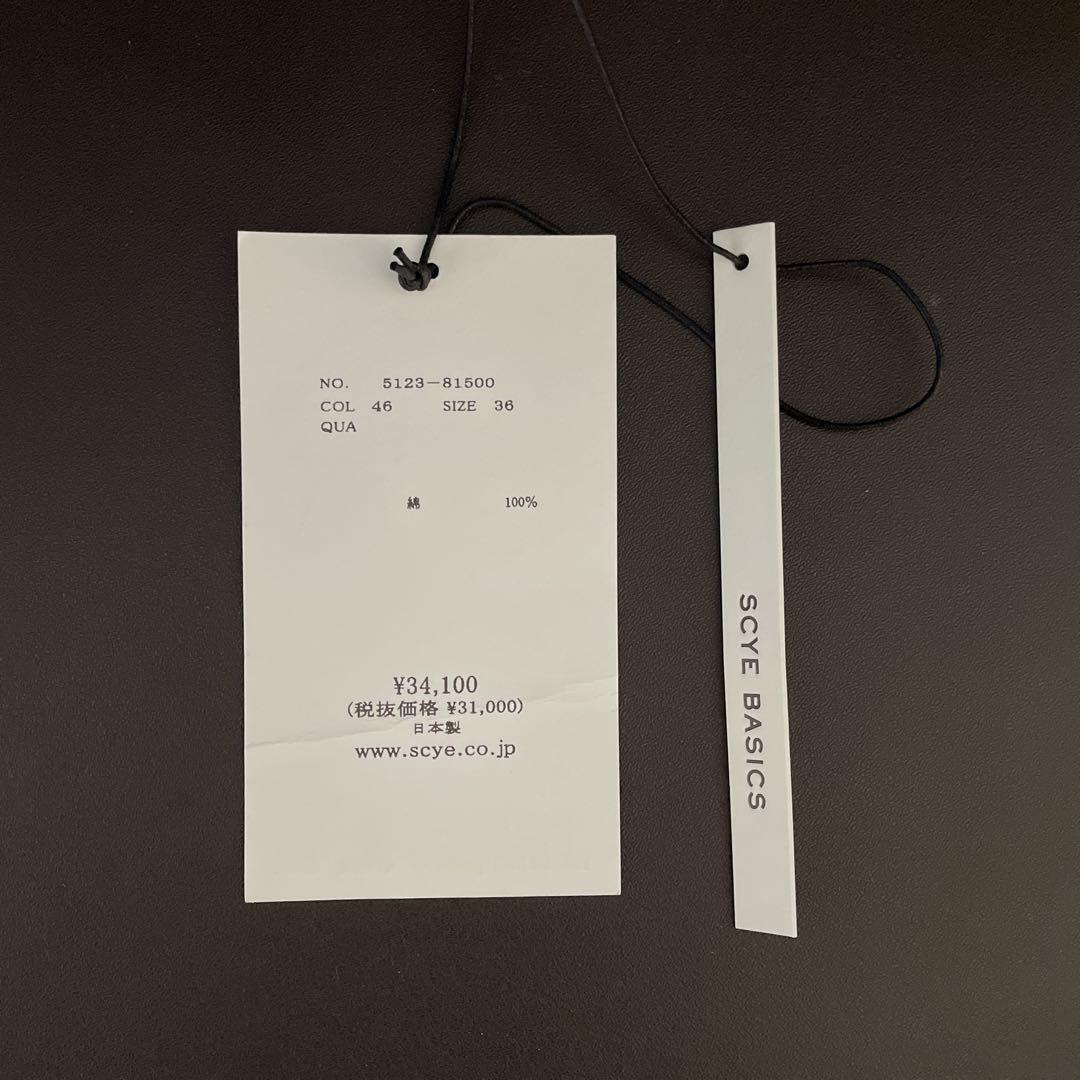 NO. 5123-81500
COL 46 SIZE 36
QUA
綿 100%
¥34,100
(税抜価格 ¥31,000)
日本製
www.scye.co.jp
SCYE BASICS